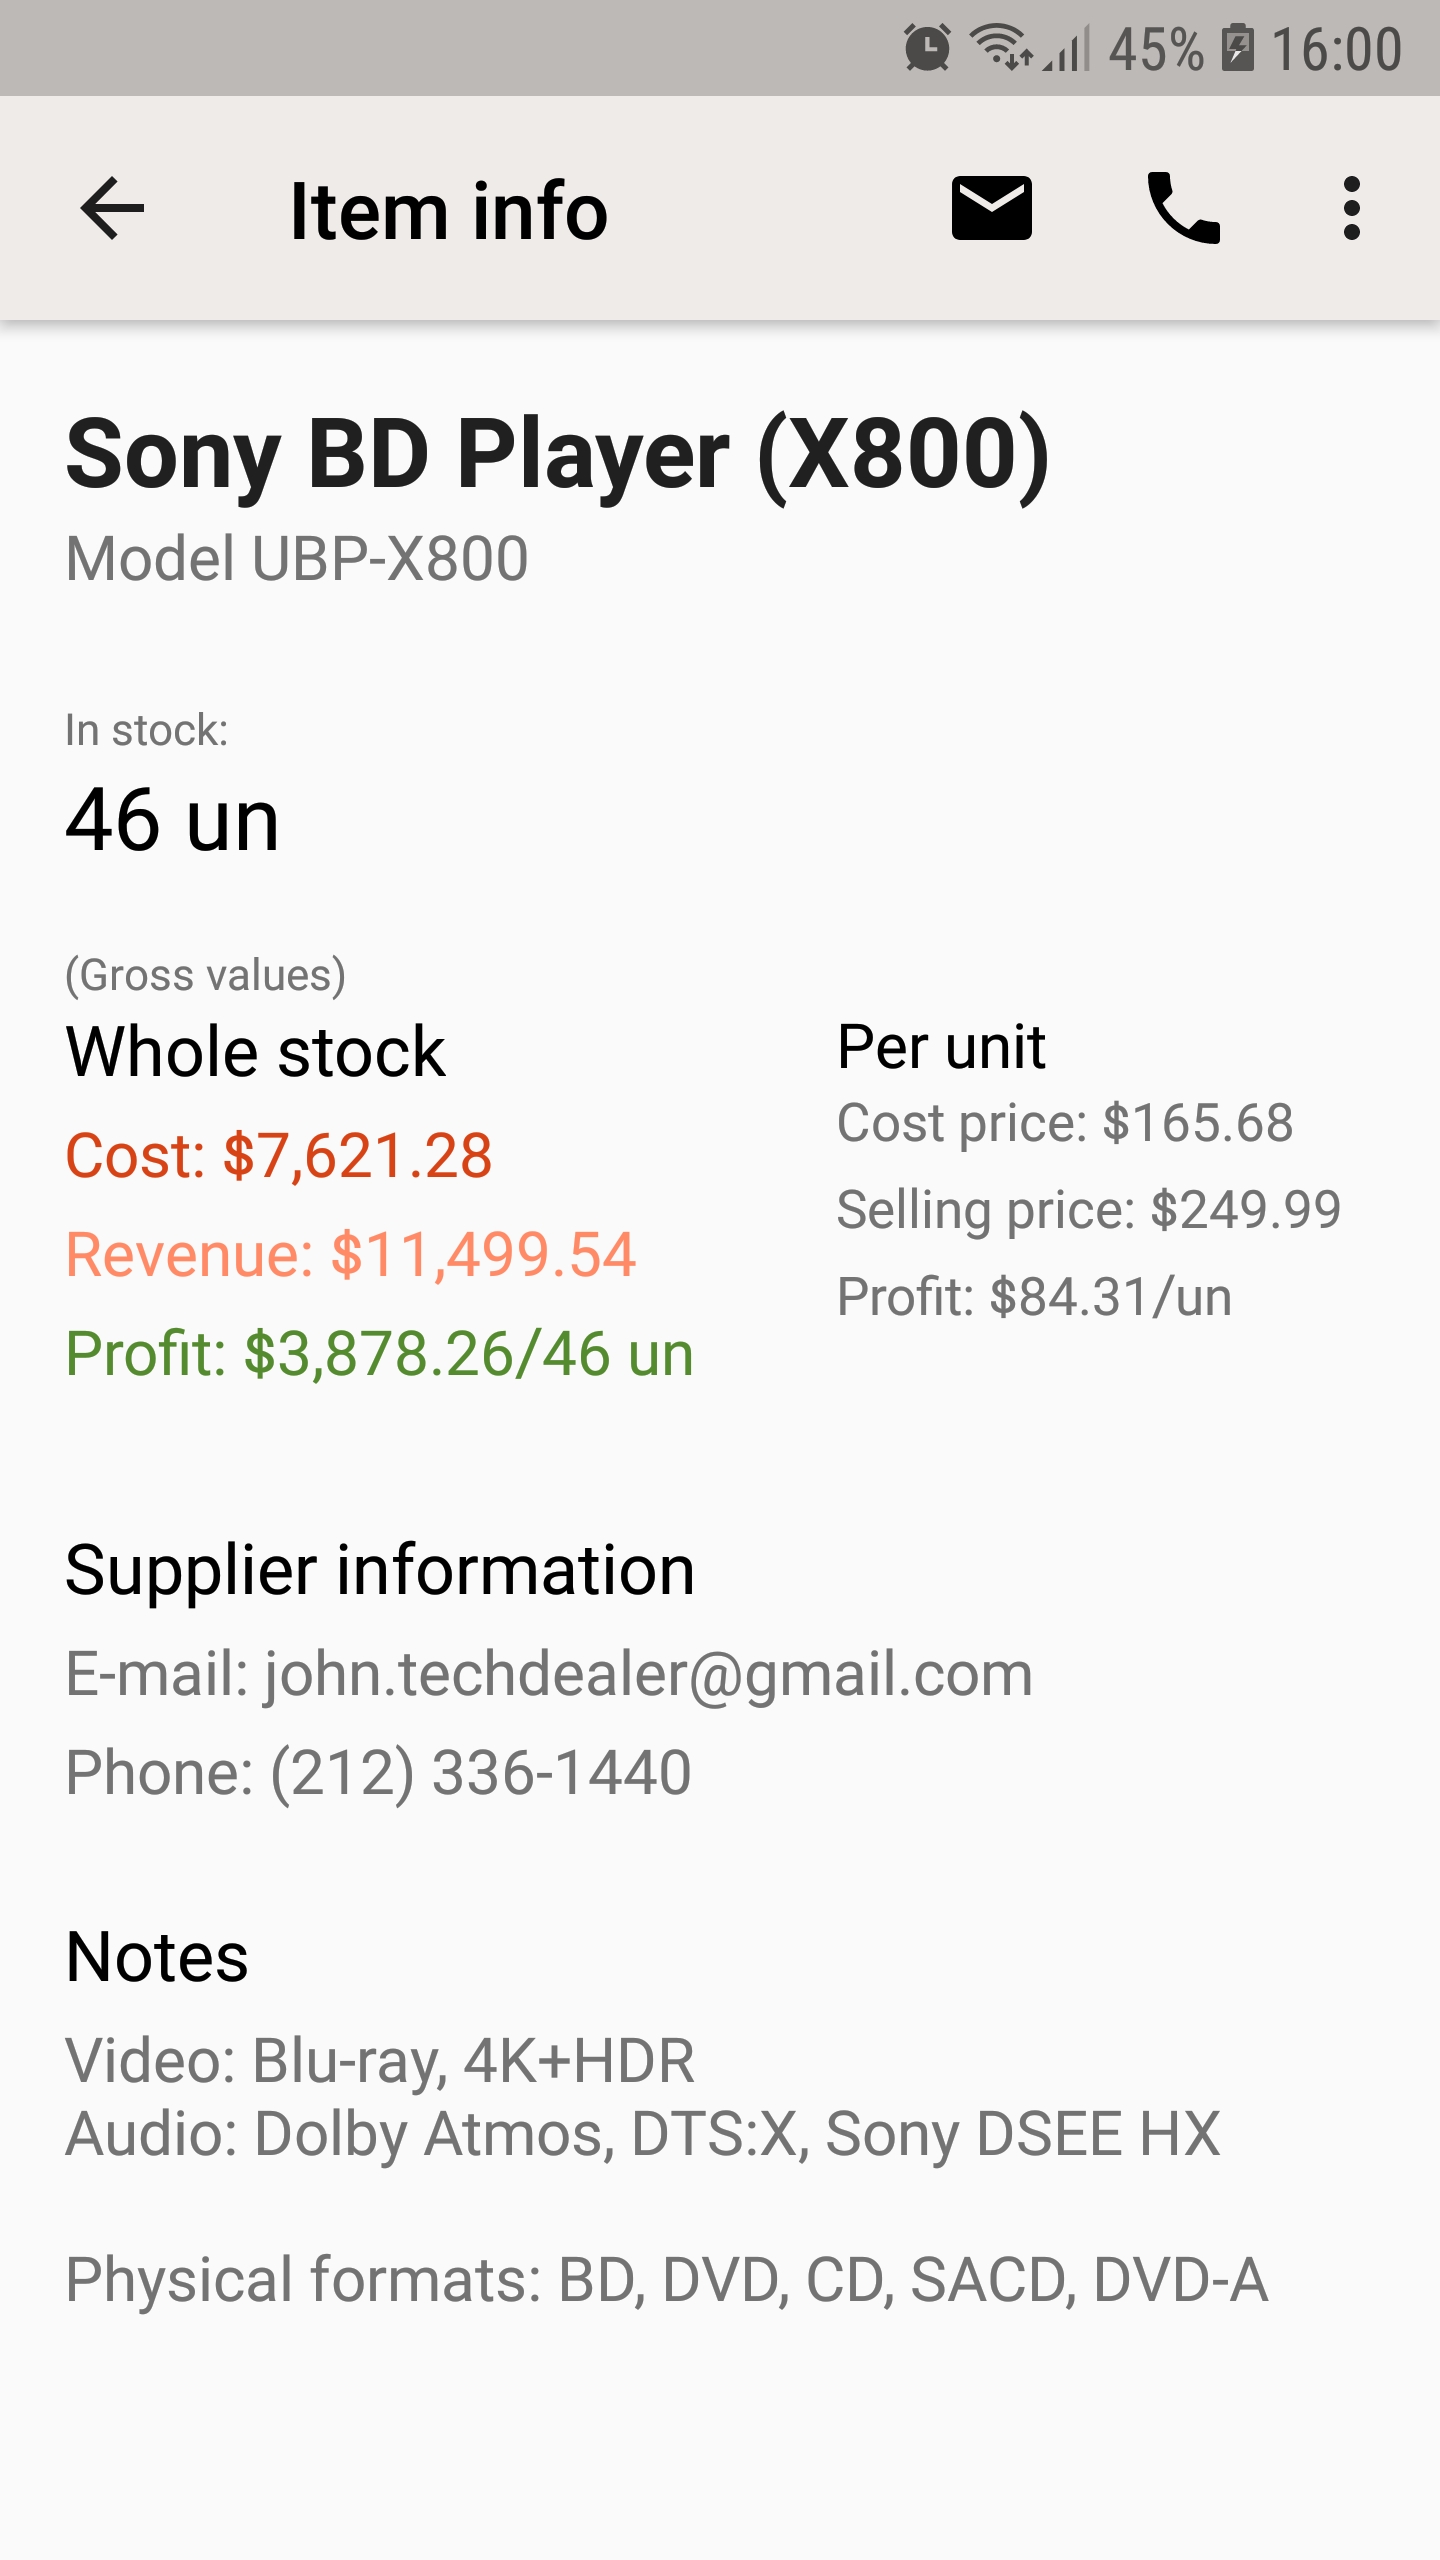 45% 16:00
Item info
Sony BD Player (X800)
Model UBP-X800
In stock:
46 un
(Gross values)
Whole stock
Cost: $7,621.28
Revenue: $11,499.54
Profit: $3,878.26/46 un
Per unit
Cost price: $165.68
Selling price: $249.99
Profit: $84.31/un
Supplier information
E-mail: john.techdealer@gmail.com
Phone: (212) 336-1440
Notes
Video: Blu-ray, 4K+HDR
Audio: Dolby Atmos, DTS:X, Sony DSEE HX
Physical formats: BD, DVD, CD, SACD, DVD-A